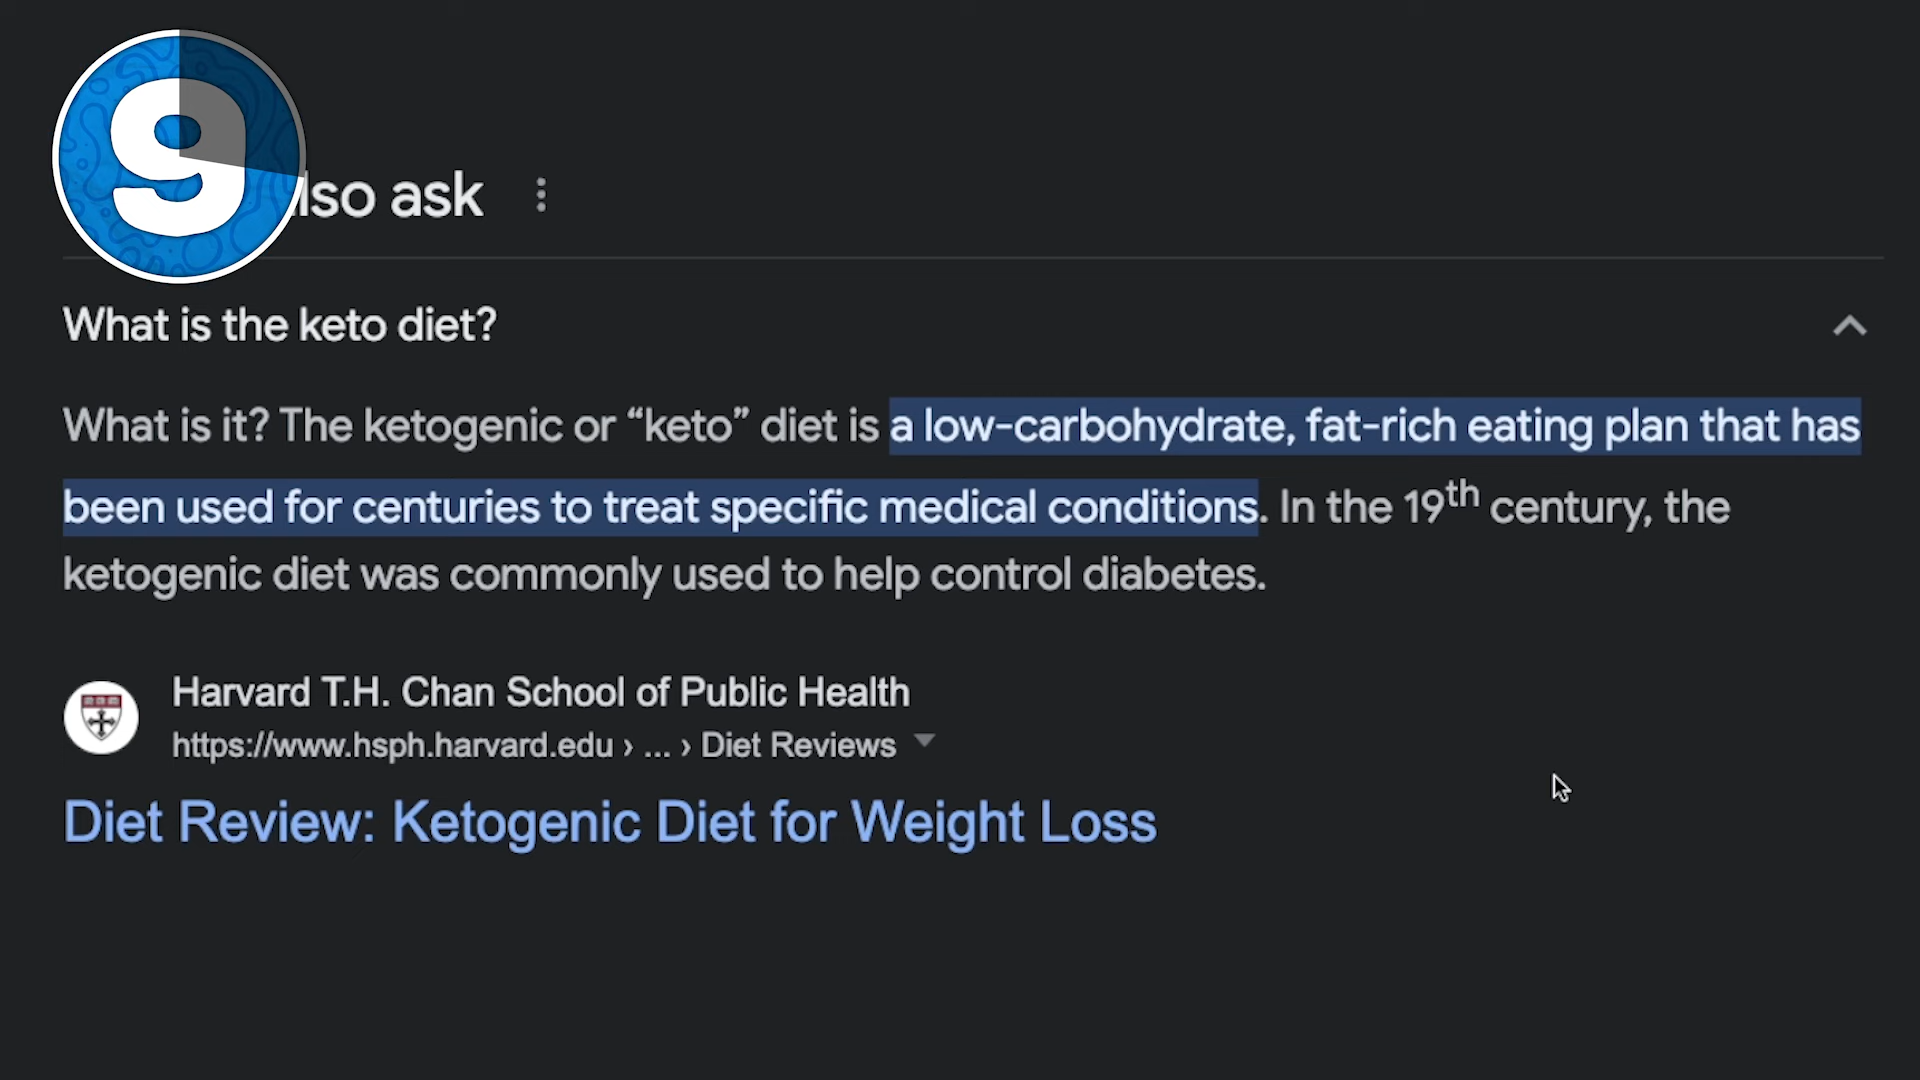 9
lso ask
What is the keto diet?
What is it? The ketogenic or “keto” diet is a low-carbohydrate, fat-rich eating plan that has
been used for centuries to treat specific medical conditions. In the 19th century, the
ketogenic diet was commonly used to help control diabetes.
Harvard T.H. Chan School of Public Health
https://www.hsph.harvard.edu › ... › Diet Reviews
Diet Review: Ketogenic Diet for Weight Loss